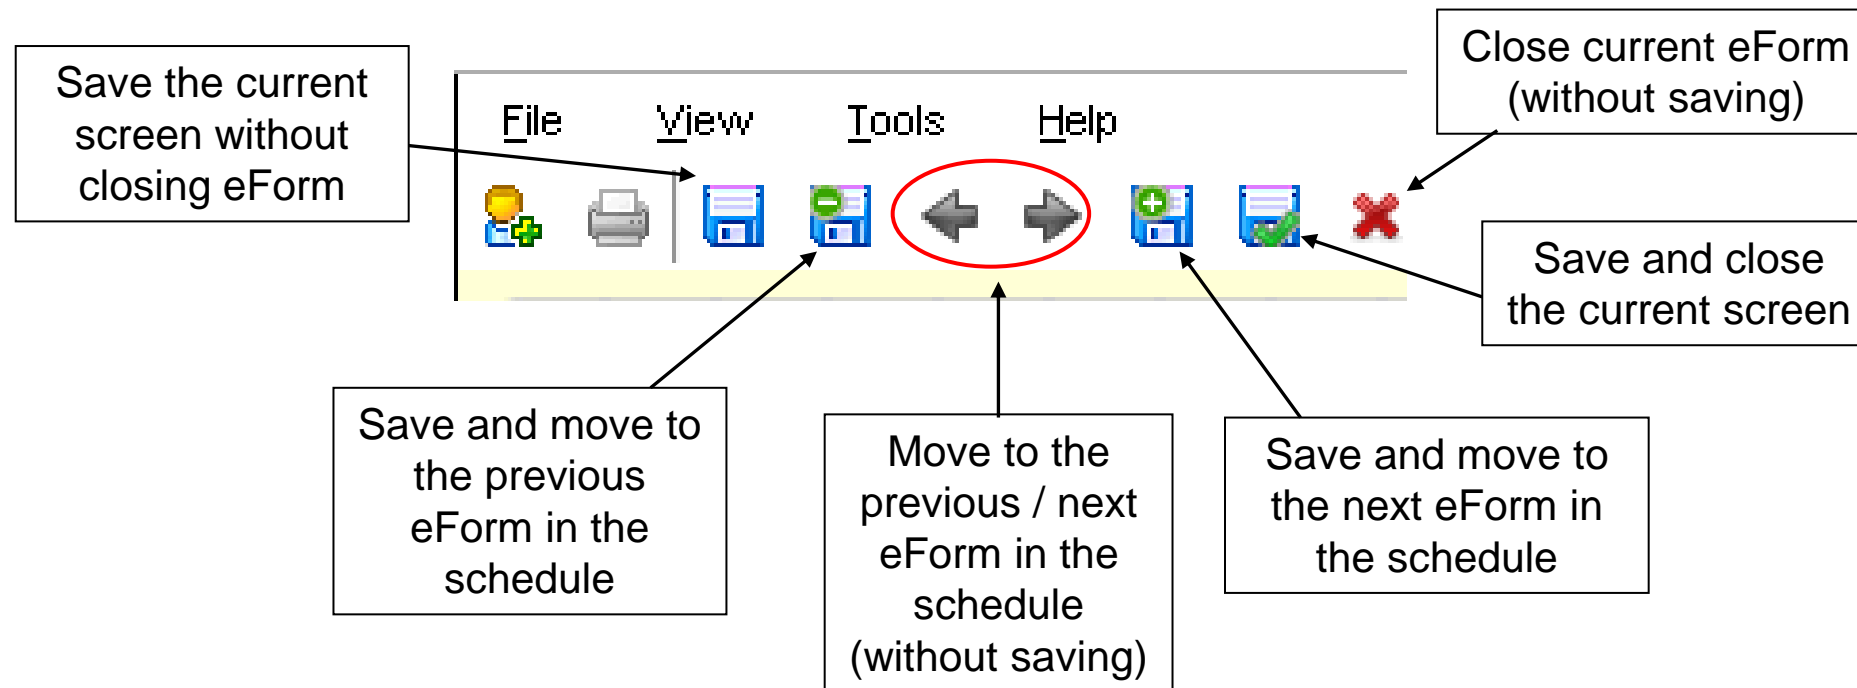 Save the current
screen without
closing eForm
File View Tools Help
Close current eForm
(without saving)
Save and close
the current screen
Save and move to
the previous
eForm in the
schedule
Move to the
previous / next
eForm in the
schedule
(without saving)
Save and move to
the next eForm in
the schedule